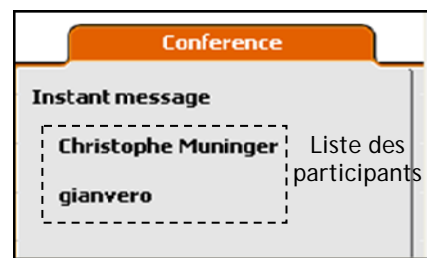 Conference
Instant message
Christophe Muninger
gianvero
Liste des
participants